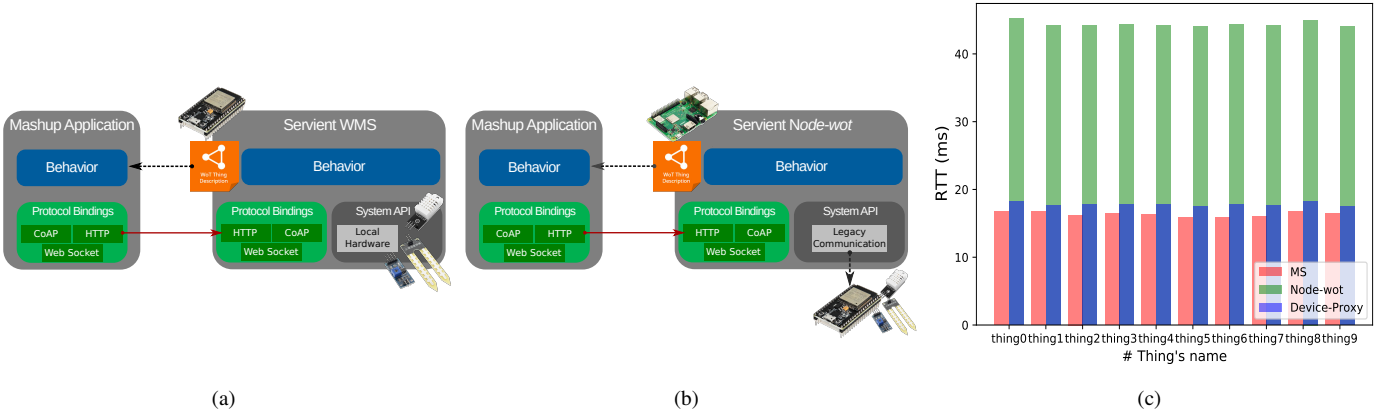 Mashup Application
Behavior
Protocol Bindings
CoAP HTTP
Web Socket
Servient WMS
WoT Thing
Description
Behavior
Protocol Bindings
HTTP CoAP
Web Socket
System API
Local
Hardware
(a)
Mashup Application
Behavior
Protocol Bindings
CoAP HTTP
Web Socket
Servient Node-wot
WoT Thing
Description
Behavior
Protocol Bindings
HTTP CoAP
Web Socket
System API
Legacy
Communication
(b)
RTT (ms)
40
30
20
10
0
MS
Node-wot
Device-Proxy
thing0 thing1 thing2 thing3 thing4 thing5 thing6 thing7 thing8 thing9
# Thing's name
(c)